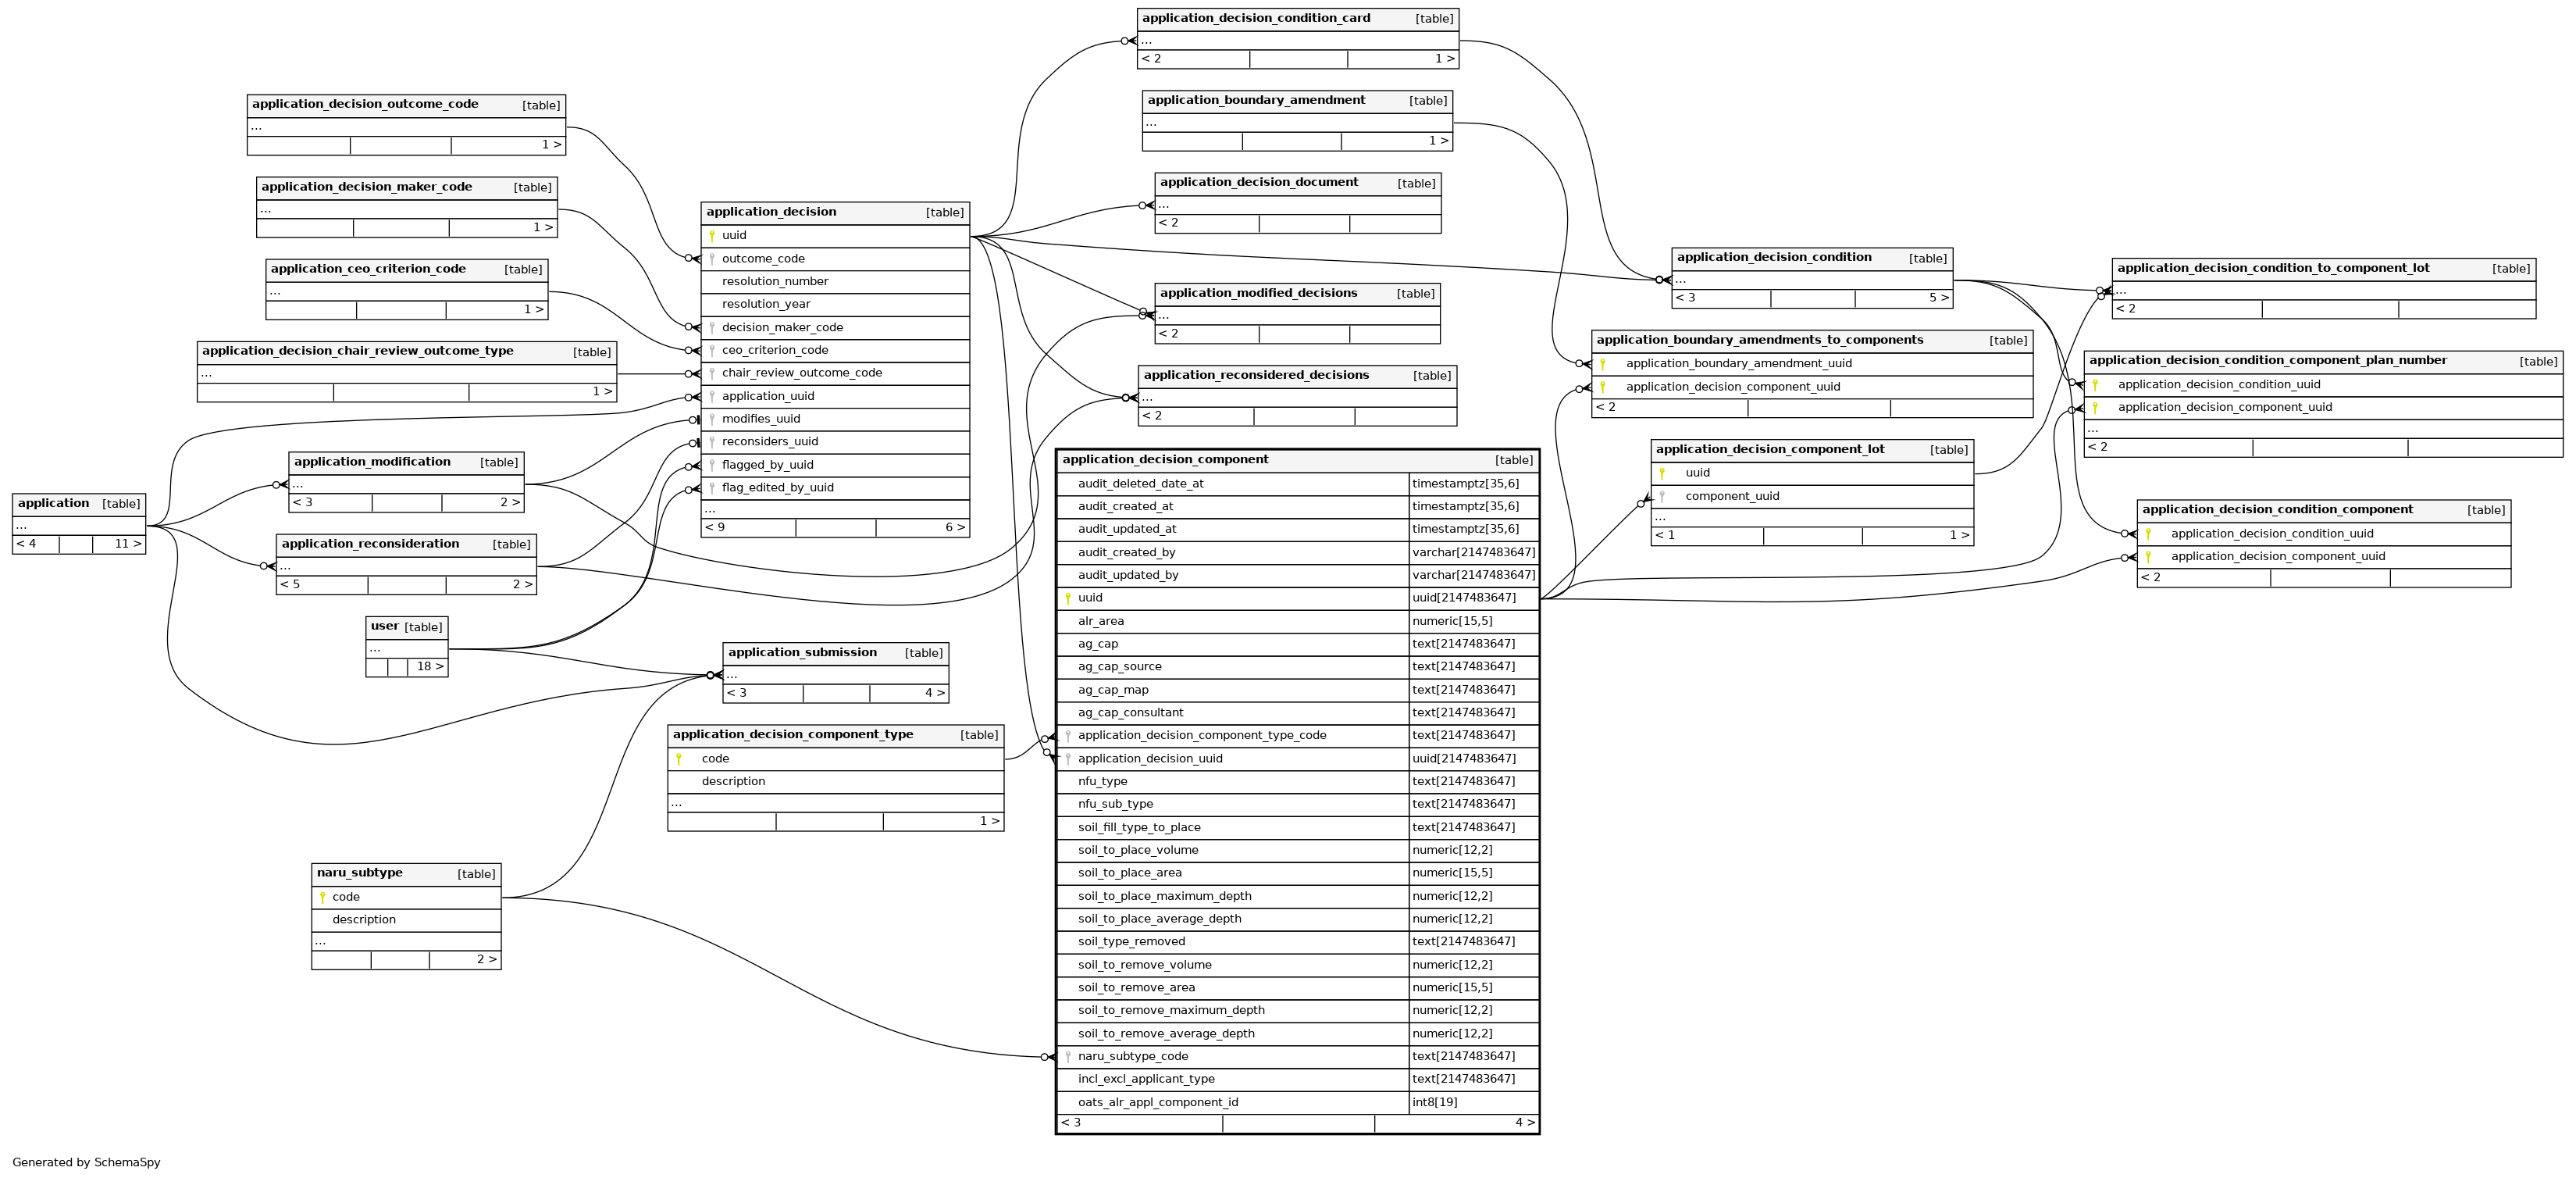 application_decision_condition_card [table]
...
< 2 1 >
application_boundary_amendment [table]
...
1 >
application_decision_outcome_code [table]
...
1 >
application_decision_maker_code [table]
...
1 >
application_ceo_criterion_code [table]
...
1 >
application_decision_chair_review_outcome_type [table]
...
1 >
application_modification [table]
...
< 3 2 >
application [table]
...
< 4 11 >
application_reconsideration [table]
...
< 5 2 >
user [table]
...
18 >
naru_subtype [table]
code
description
...
2 >
application_decision [table]
uuid
outcome_code
resolution_number
resolution_year
decision_maker_code
ceo_criterion_code
chair_review_outcome_code
application_uuid
modifies_uuid
reconsiders_uuid
flagged_by_uuid
flag_edited_by_uuid
...
< 9 6 >
application_submission [table]
...
< 3 4 >
application_decision_component_type [table]
code
description
...
1 >
application_decision_document [table]
...
< 2
application_modified_decisions [table]
...
< 2
application_reconsidered_decisions [table]
...
< 2
application_decision_component [table]
audit_deleted_date_at timestamptz[35,6]
audit_created_at timestamptz[35,6]
audit_updated_at timestamptz[35,6]
audit_created_by varchar[2147483647]
audit_updated_by varchar[2147483647]
uuid uuid[2147483647]
alr_area numeric[15,5]
ag_cap text[2147483647]
ag_cap_source text[2147483647]
ag_cap_map text[2147483647]
ag_cap_consultant text[2147483647]
application_decision_component_type_code text[2147483647]
application_decision_uuid uuid[2147483647]
nfu_type text[2147483647]
nfu_sub_type text[2147483647]
soil_fill_type_to_place text[2147483647]
soil_to_place_volume numeric[12,2]
soil_to_place_area numeric[15,5]
soil_to_place_maximum_depth numeric[12,2]
soil_to_place_average_depth numeric[12,2]
soil_type_removed text[2147483647]
soil_to_remove_volume numeric[12,2]
soil_to_remove_area numeric[15,5]
soil_to_remove_maximum_depth numeric[12,2]
soil_to_remove_average_depth numeric[12,2]
naru_subtype_code text[2147483647]
incl_excl_applicant_type text[2147483647]
oats_alr_appl_component_id int8[19]
< 3 4 >
application_decision_condition [table]
...
< 3 5 >
application_boundary_amendments_to_components [table]
application_boundary_amendment_uuid
application_decision_component_uuid
< 2
application_decision_component_lot [table]
uuid
component_uuid
...
< 1 1 >
application_decision_condition_to_component_lot [table]
...
< 2
application_decision_condition_component_plan_number [table]
application_decision_condition_uuid
application_decision_component_uuid
...
< 2
application_decision_condition_component [table]
application_decision_condition_uuid
application_decision_component_uuid
< 2
Generated by SchemaSpy